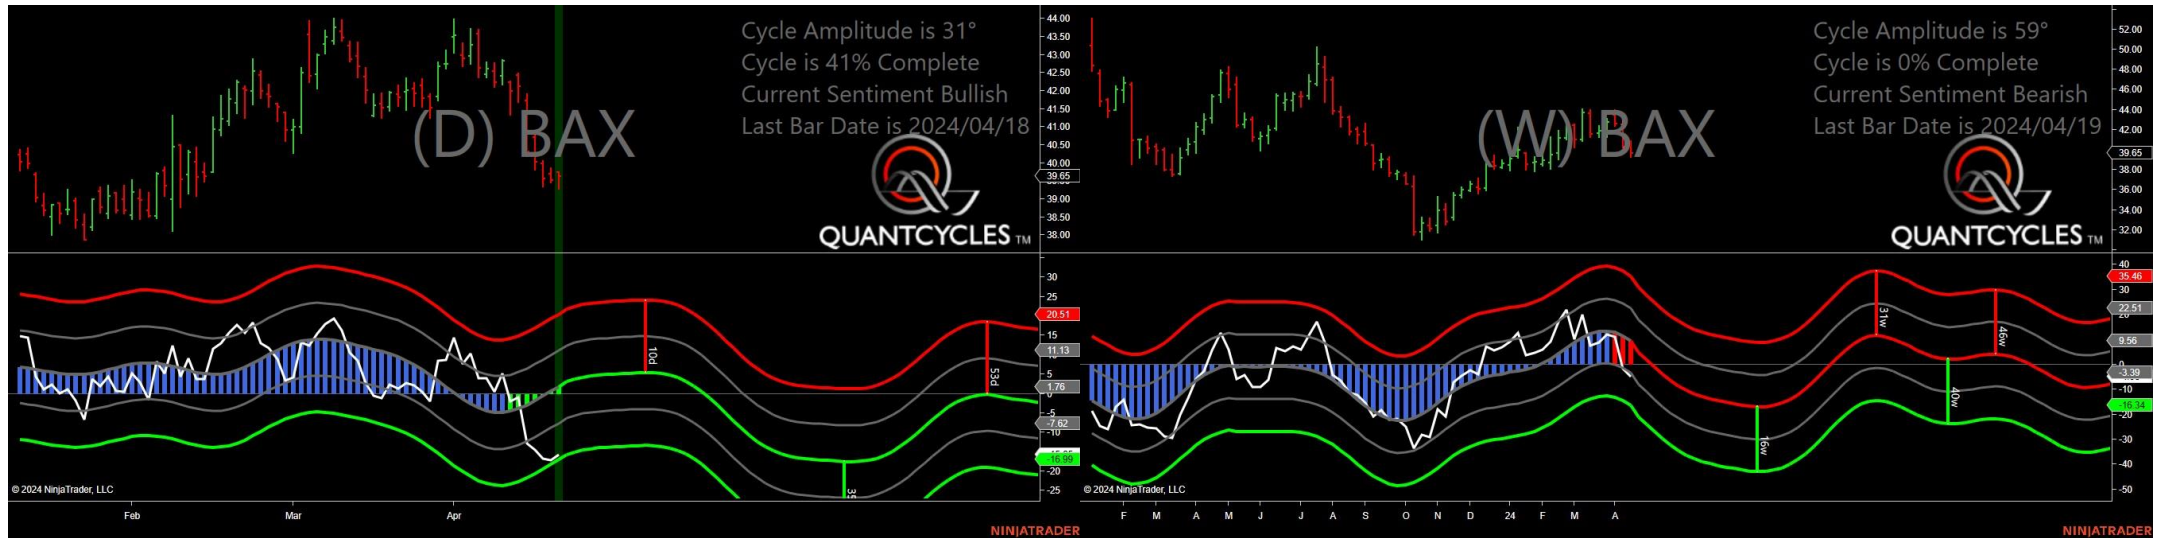 Cycle Amplitude is 31°
Cycle is 41% Complete
Current Sentiment Bullish
Last Bar Date is 2024/04/18
(D) BAX
QUANTCYCLES TM
44.00
43.50
43.00
42.50
42.00
41.50
41.00
40.50
40.00
39.65
39.00
38.50
38.00
30
25
20.51
15
11.13
5
1.76
0
-5
-7.62
-10
-16.99
-20
-25
10d
53d
© 2024 NinjaTrader, LLC
Feb Mar Apr
NINJATRADER
Cycle Amplitude is 59°
Cycle is 0% Complete
Current Sentiment Bearish
Last Bar Date is 2024/04/19
(W) BAX
QUANTCYCLES TM
52.00
50.00
48.00
46.00
44.00
42.00
39.65
38.00
36.00
34.00
32.00
40
35.46
30
22.51
20
9.56
0
-3.39
-10
-16.34
-20
-30
-40
-50
31w
46w
40w
16w
© 2024 NinjaTrader, LLC
F M A M J J A S O N D 24 F M A
NINJATRADER